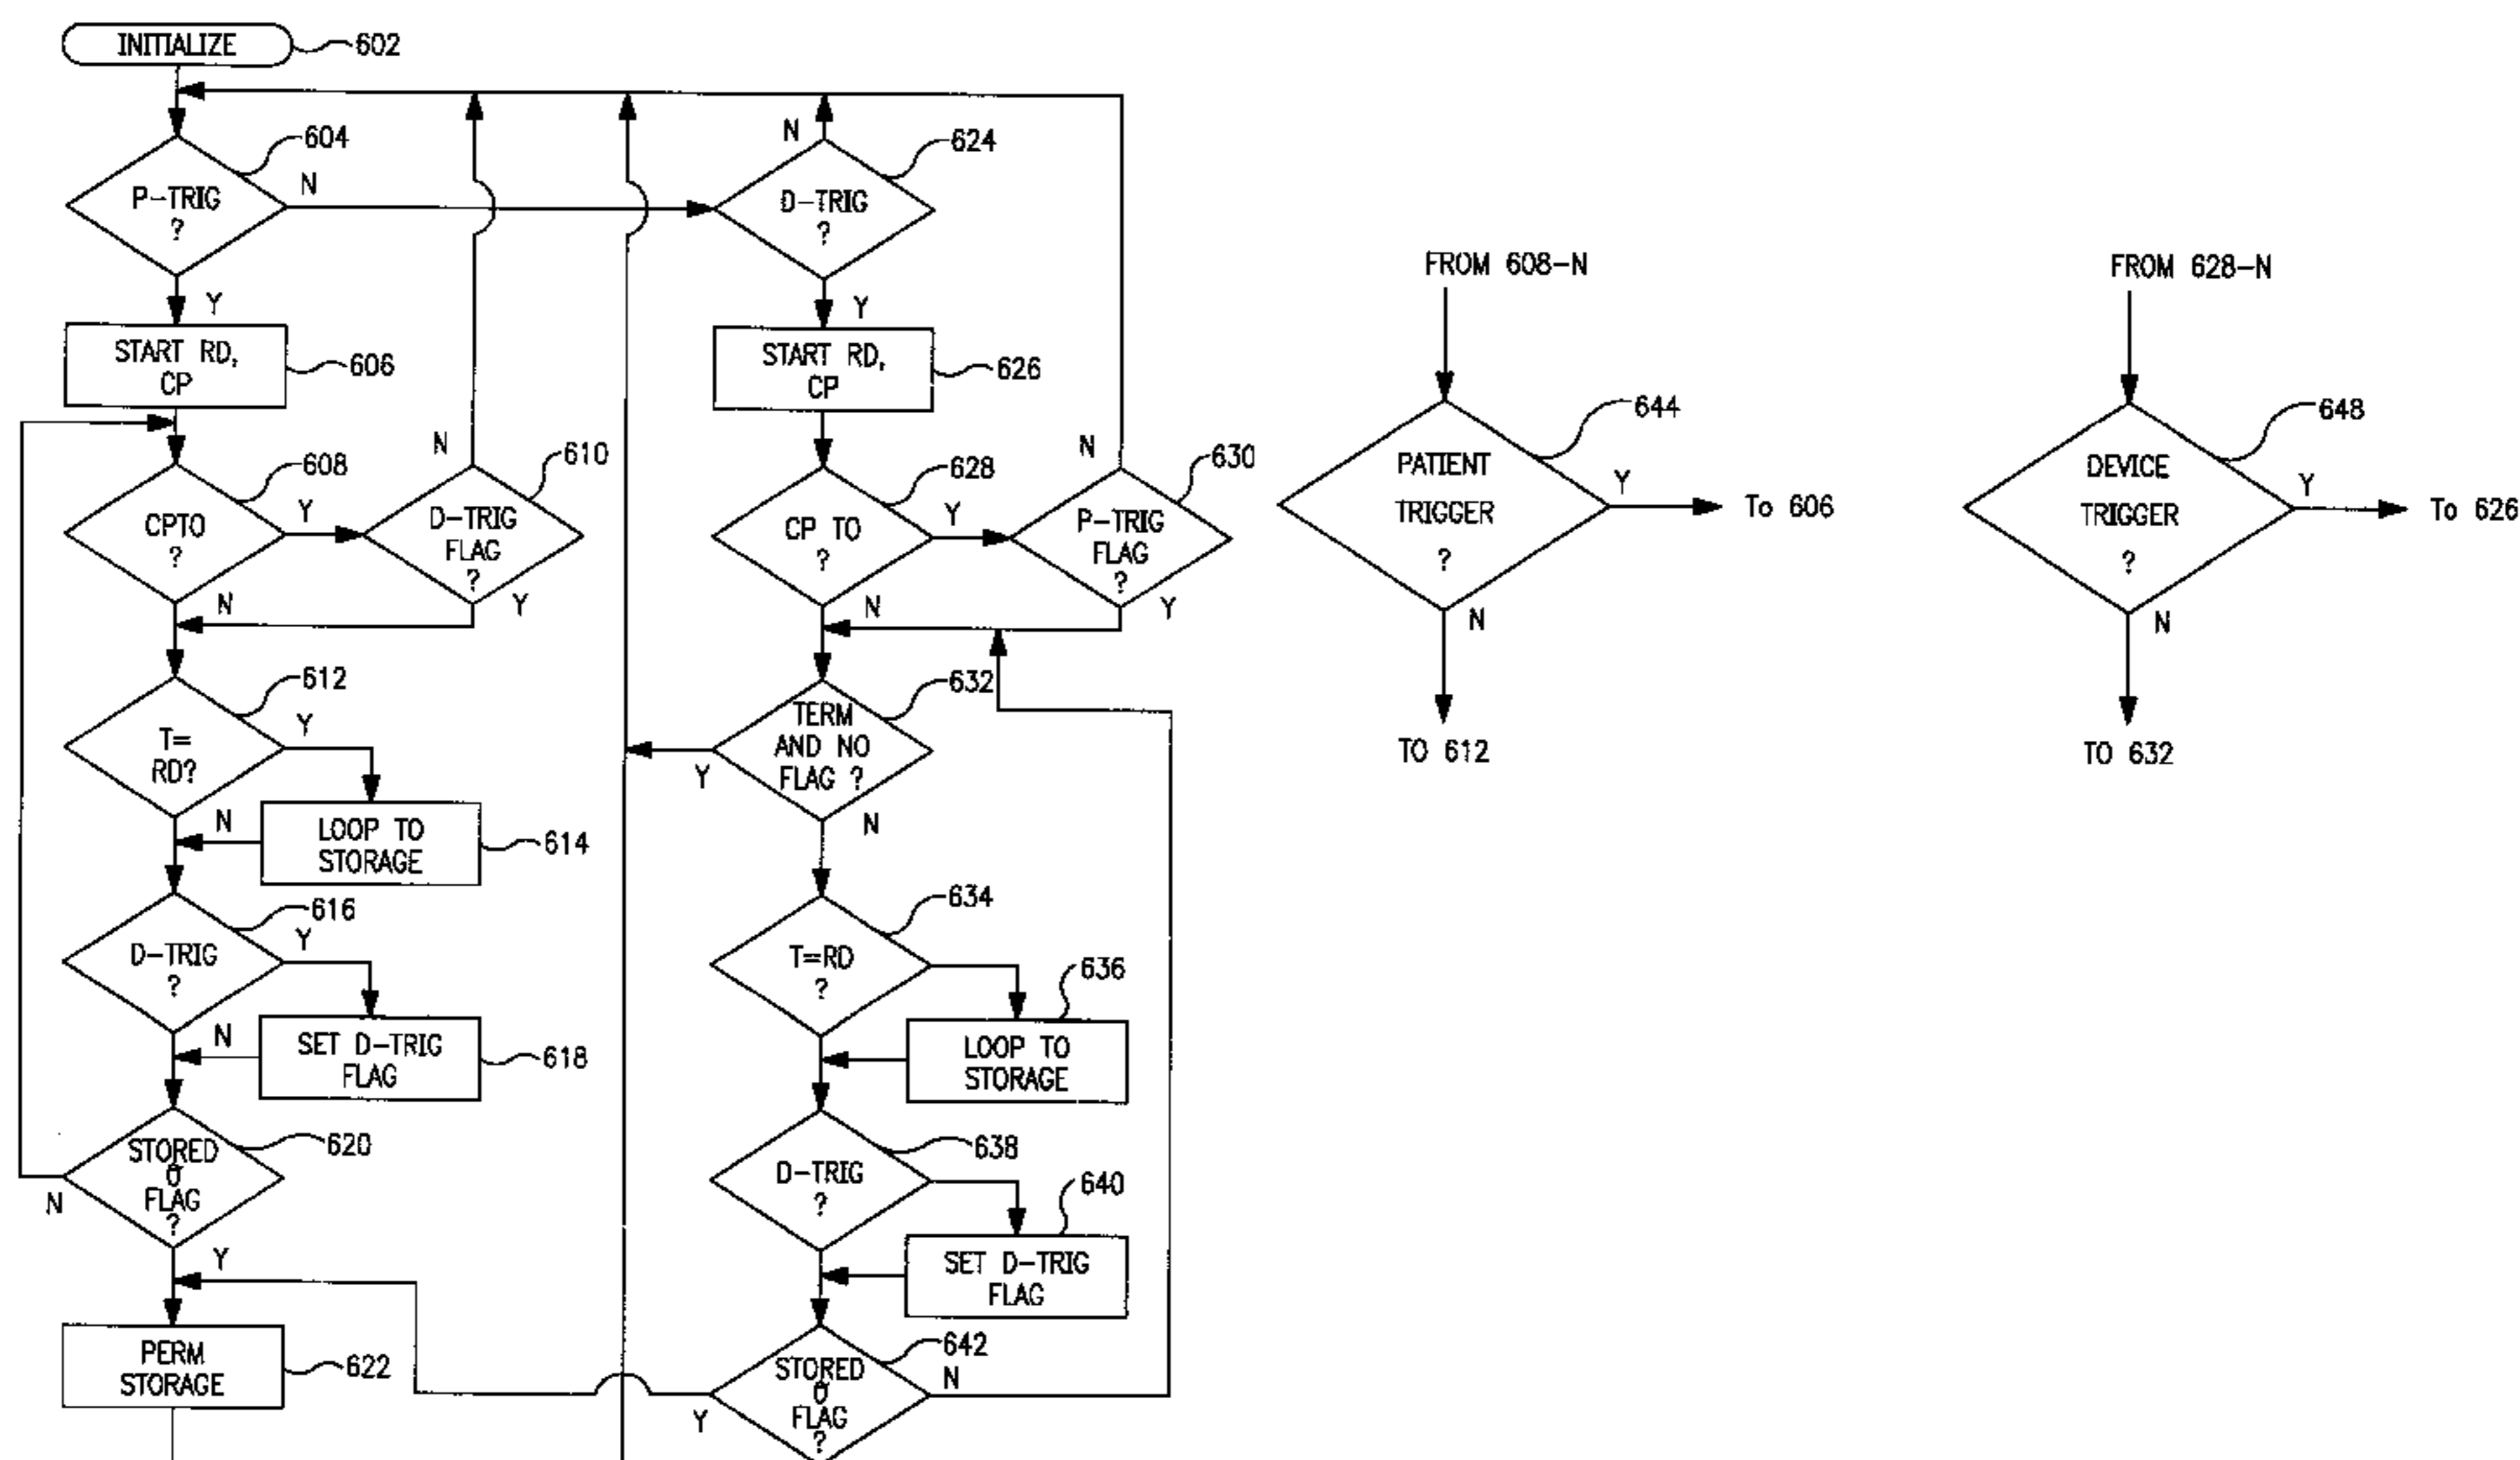 INITIALIZE
602
P-TRIG
?
604
N
Y
START RD,
CP
606
CPTO
?
608
Y
N
D-TRIG
FLAG
?
610
N
Y
T=
RD?
612
Y
N
LOOP TO
STORAGE
614
D-TRIG
?
616
Y
N
SET D-TRIG
FLAG
618
STORED
&
FLAG
?
620
N
Y
PERM
STORAGE
622
D-TRIG
?
624
N
Y
START RD,
CP
626
CP TO
?
628
Y
N
P-TRIG
FLAG
?
630
N
Y
TERM
AND NO
FLAG ?
632
Y
N
T=RD
?
634
LOOP TO
STORAGE
636
D-TRIG
?
638
SET D-TRIG
FLAG
640
STORED
&
FLAG
?
642
N
Y
FROM 608-N
PATIENT
TRIGGER
?
644
Y
To 606
N
TO 612
FROM 628-N
DEVICE
TRIGGER
?
648
Y
To 626
N
TO 632